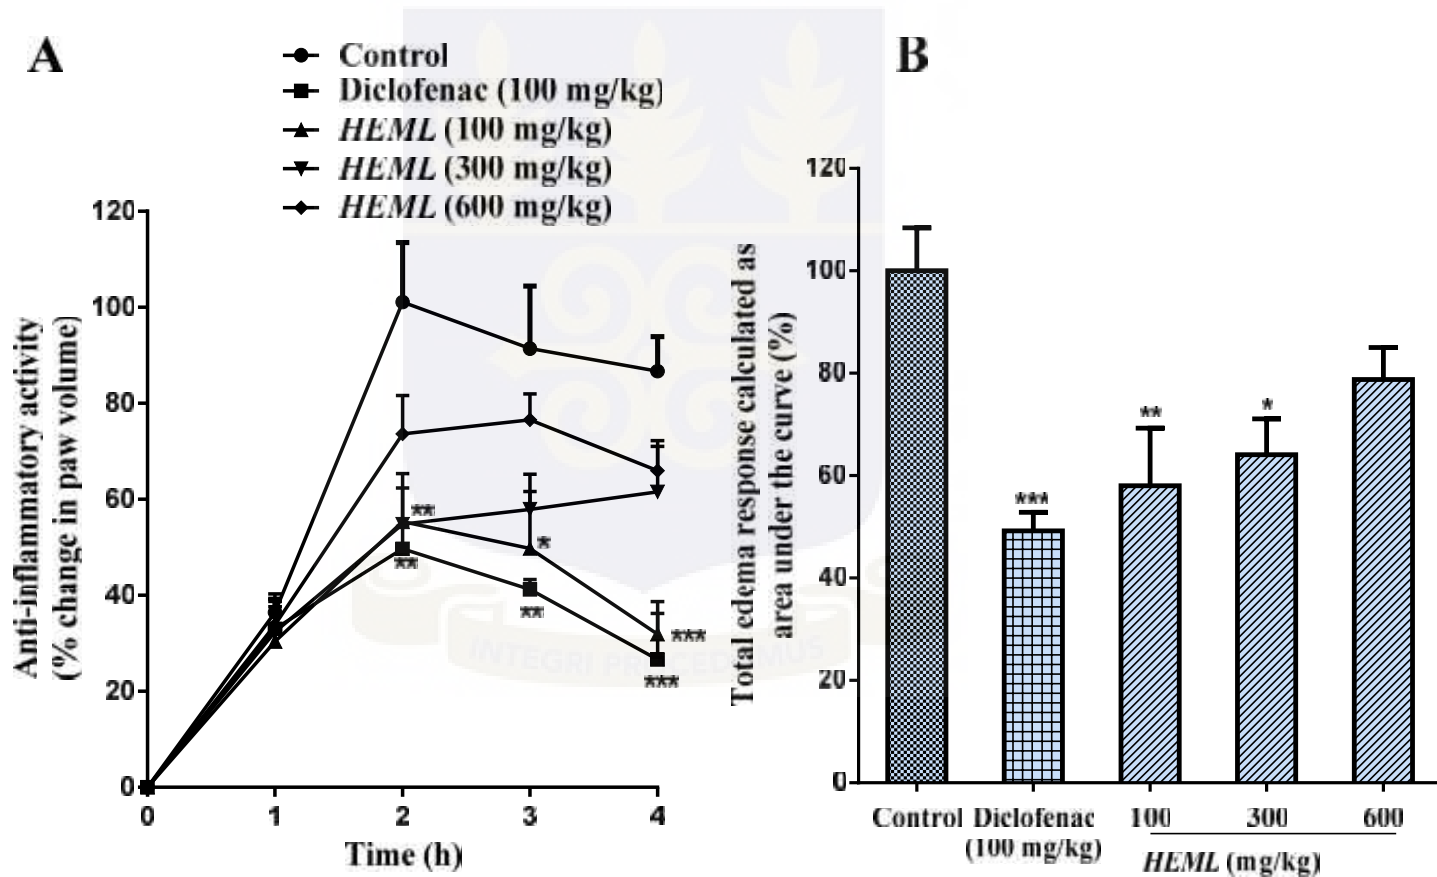 A
Control
Diclofenac (100 mg/kg)
HEML (100 mg/kg)
HEML (300 mg/kg)
HEML (600 mg/kg)
Anti-inflammatory activity
(% change in paw volume)
120
100
80
60
40
20
0
**
**
*
**
***
***
0 1 2 3 4
Time (h)
INTEGRI PROCEDAMUS
B
Total edema response calculated as
area under the curve (%)
120
100
80
60
40
20
0
***
**
*
Control Diclofenac 100 300 600
(100 mg/kg)
HEML (mg/kg)